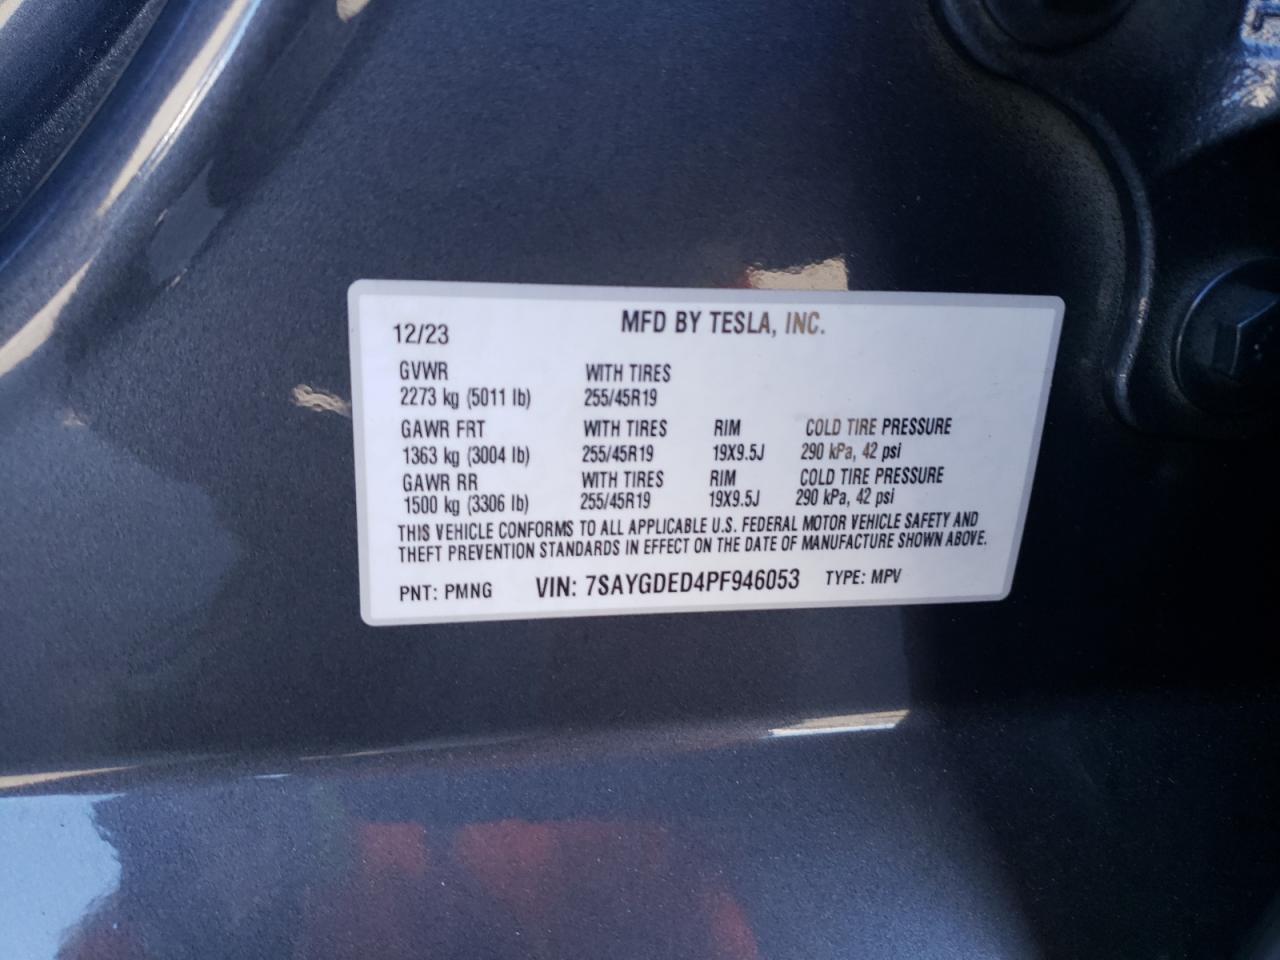 MFD BY TESLA, INC.
12/23
GVWR WITH TIRES
2273 kg (5011 lb) 255/45R19
GAWR FRT WITH TIRES RIM COLD TIRE PRESSURE
1363 kg (3004 lb) 255/45R19 19X9.5J 290 kPa, 42 psi
GAWR RR WITH TIRES RIM COLD TIRE PRESSURE
1500 kg (3306 lb) 255/45R19 19X9.5J 290 kPa, 42 psi
THIS VEHICLE CONFORMS TO ALL APPLICABLE U.S. FEDERAL MOTOR VEHICLE SAFETY AND
THEFT PREVENTION STANDARDS IN EFFECT ON THE DATE OF MANUFACTURE SHOWN ABOVE.
PNT: PMNG VIN: 7SAYGDED4PF946053 TYPE: MPV